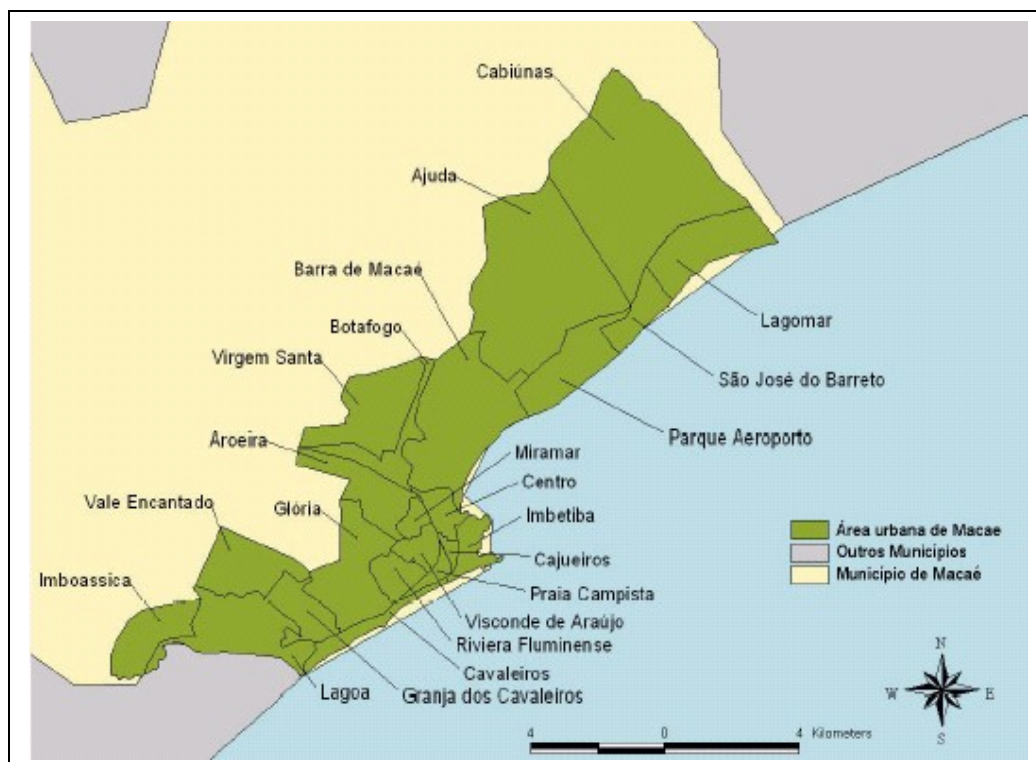 Cabiúnas
Ajuda
Barra de Macaé
Botafogo
Virgem Santa
Lagomar
São José do Barreto
Parque Aeroporto
Aroeira
Miramar
Centro
Vale Encantado
Glória
Imbetiba
Imboassica
Cajueiros
Praia Campista
Visconde de Araújo
Riviera Fluminense
Cavaleiros
Lagoa
Granja dos Cavaleiros
Área urbana de Macae
Outros Municípios
Município de Macaé
N
W
E
S
4 0 4 Kilometers